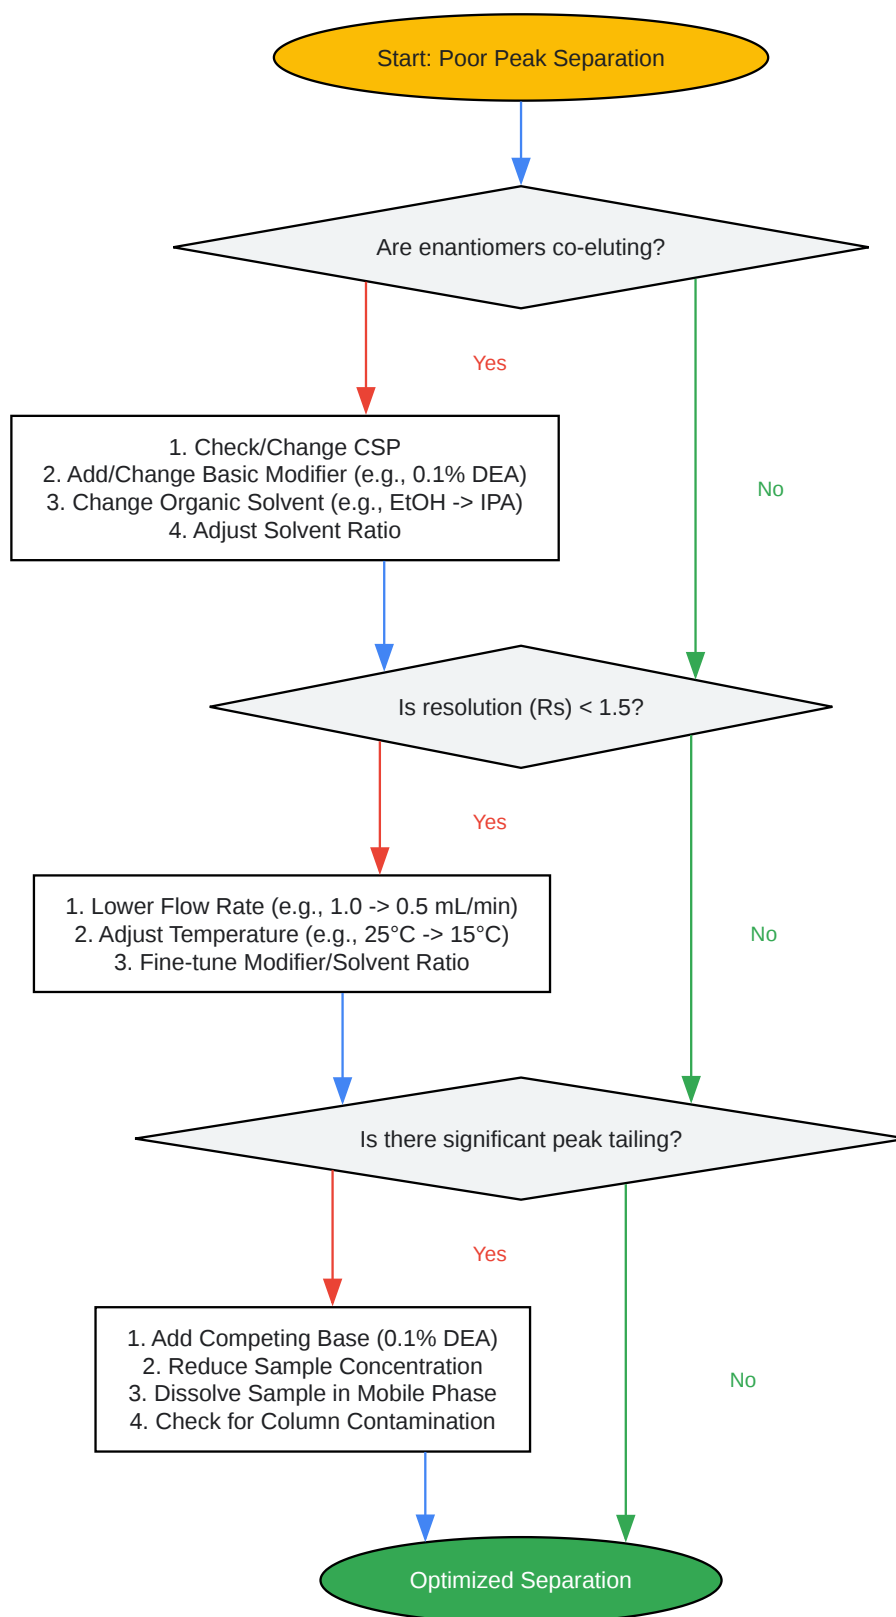 Start: Poor Peak Separation
Are enantiomers co-eluting?
Yes
1. Check/Change CSP
2. Add/Change Basic Modifier (e.g., 0.1% DEA)
3. Change Organic Solvent (e.g., EtOH -> IPA)
4. Adjust Solvent Ratio
No
Is resolution (Rs) < 1.5?
Yes
1. Lower Flow Rate (e.g., 1.0 -> 0.5 mL/min)
2. Adjust Temperature (e.g., 25°C -> 15°C)
3. Fine-tune Modifier/Solvent Ratio
No
Is there significant peak tailing?
Yes
1. Add Competing Base (0.1% DEA)
2. Reduce Sample Concentration
3. Dissolve Sample in Mobile Phase
4. Check for Column Contamination
No
Optimized Separation